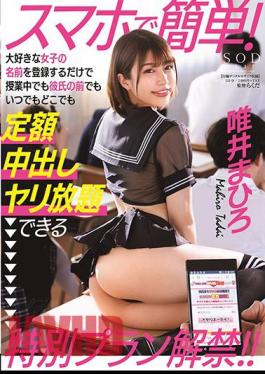 スマホで簡単!
SOD
大好きな女子の
名前を登録するだけで
授業中でも彼氏の前でも
いつでもどこでも
定額
中出し
ヤリ放題
できる
唯井まひろ
Mahiro Tadai
特別プラン解禁!!